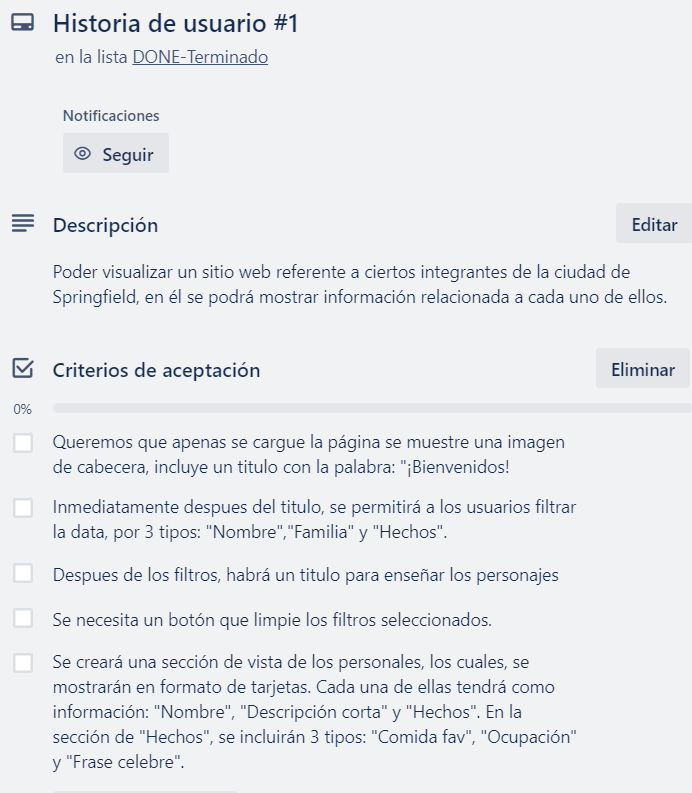 Historia de usuario #1
en la lista DONE-Terminado
Notificaciones
Seguir
Descripción
Editar
Poder visualizar un sitio web referente a ciertos integrantes de la ciudad de
Springfield, en él se podrá mostrar información relacionada a cada uno de ellos.
Criterios de aceptación
Eliminar
0%
Queremos que apenas se cargue la página se muestre una imagen
de cabecera, incluye un titulo con la palabra: "¡Bienvenidos!
Inmediatamente despues del titulo, se permitirá a los usuarios filtrar
la data, por 3 tipos: "Nombre","Familia" y "Hechos".
Despues de los filtros, habrá un titulo para enseñar los personajes
Se necesita un botón que limpie los filtros seleccionados.
Se creará una sección de vista de los personales, los cuales, se
mostrarán en formato de tarjetas. Cada una de ellas tendrá como
información: "Nombre", "Descripción corta" y "Hechos". En la
sección de "Hechos", se incluirán 3 tipos: "Comida fav", "Ocupación"
y "Frase celebre".